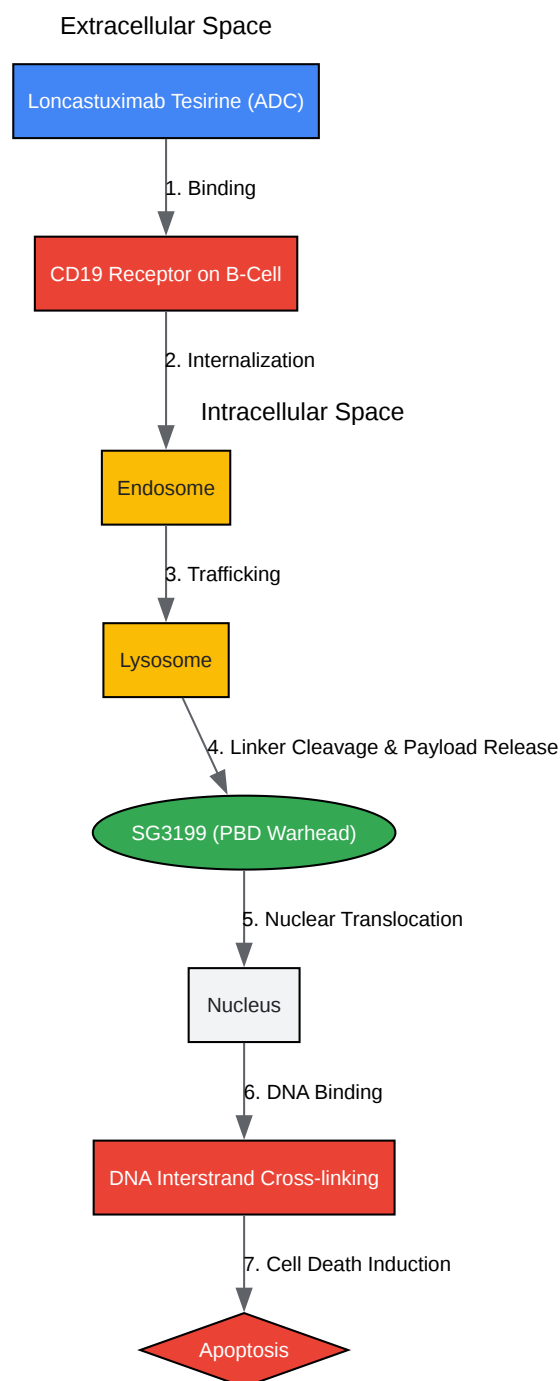 Extracellular Space
Loncastuximab Tesirine (ADC)
1. Binding
CD19 Receptor on B-Cell
2. Internalization
Intracellular Space
Endosome
3. Trafficking
Lysosome
4. Linker Cleavage & Payload Release
SG3199 (PBD Warhead)
5. Nuclear Translocation
Nucleus
6. DNA Binding
DNA Interstrand Cross-linking
7. Cell Death Induction
Apoptosis